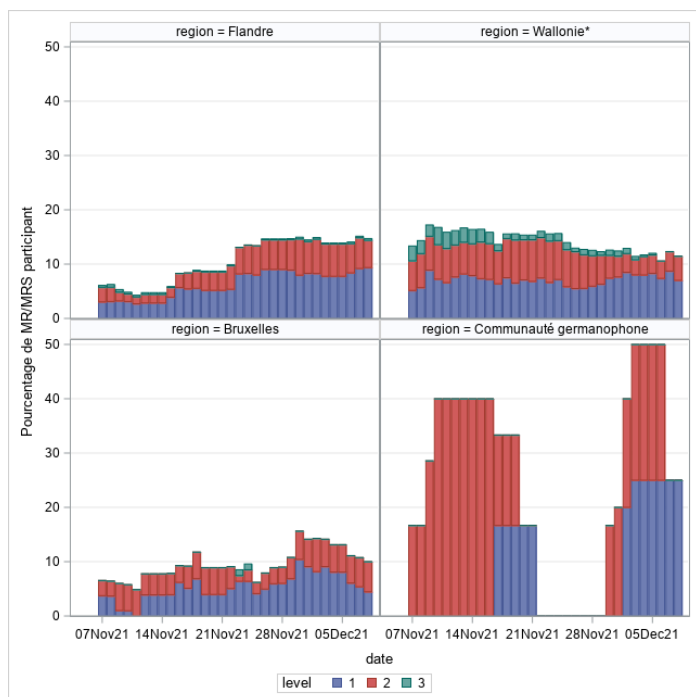 region = Flandre
region = Wallonie*
50
40
30
20
10
0
region = Bruxelles
region = Communauté germanophone
50
40
30
20
10
0
Pourcentage de MR/MRS participant
07Nov21 14Nov21 21Nov21 28Nov21 05Dec21
07Nov21 14Nov21 21Nov21 28Nov21 05Dec21
date
level 1 2 3